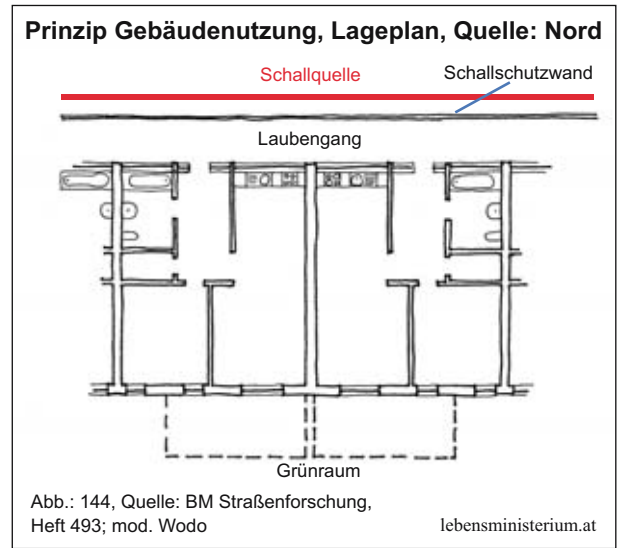 Prinzip Gebäudenutzung, Lageplan, Quelle: Nord
Schallquelle
Schallschutzwand
Laubengang
Grünraum
Abb.: 144, Quelle: BM Straßenforschung,
Heft 493; mod. Wodo
lebensministerium.at